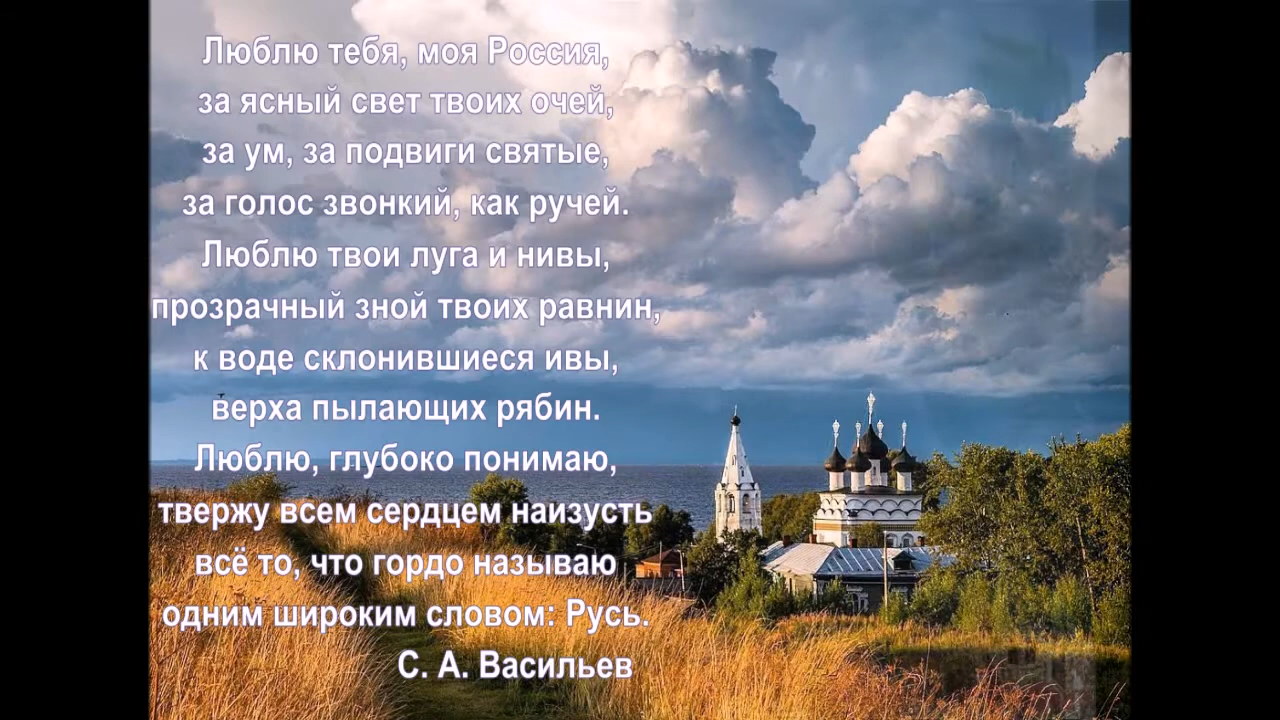 Люблю тебя, моя Россия,
за ясный свет твоих очей,
за ум, за подвиги святые,
за голос звонкий, как ручей.
Люблю твои луга и нивы,
прозрачный зной твоих равнин,
к воде склонившиеся ивы,
верха пылающих рябин.
Люблю, глубоко понимаю,
твержу всем сердцем наизусть
всё то, что гордо называю
одним широким словом: Русь.
С. А. Васильев